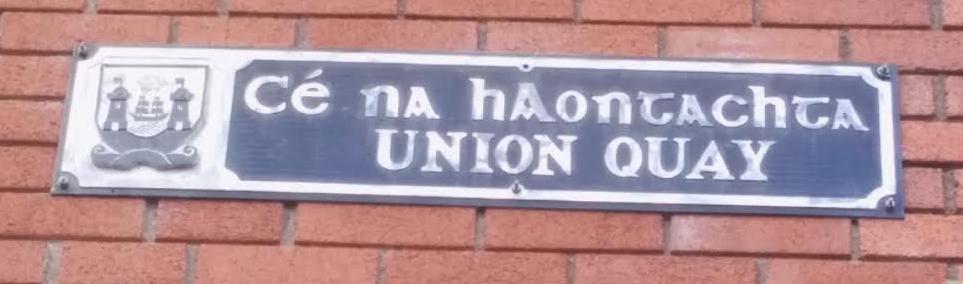 Cé na hAontachta
UNION QUAY